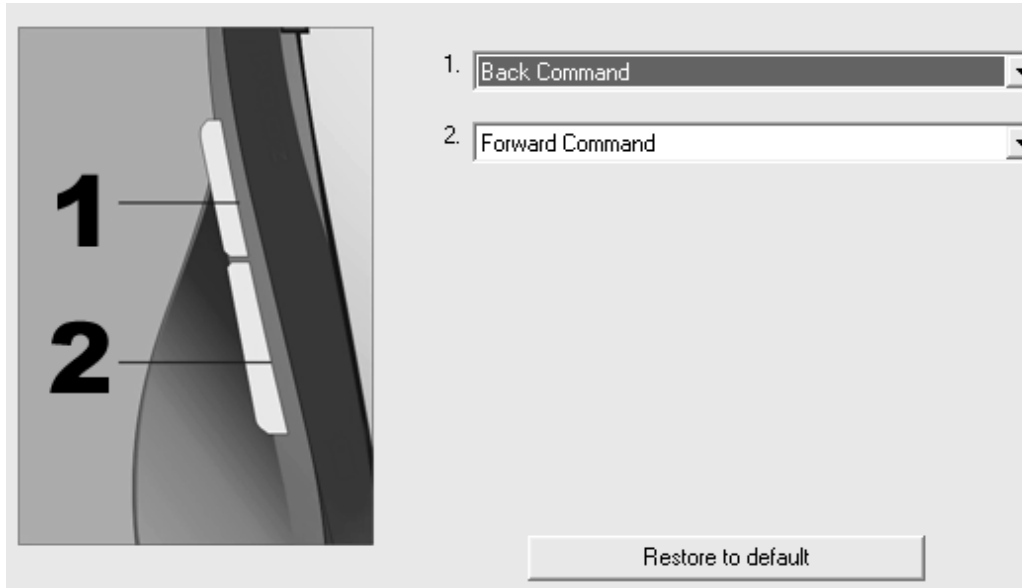 1
2
1. Back Command
2. Forward Command
Restore to default